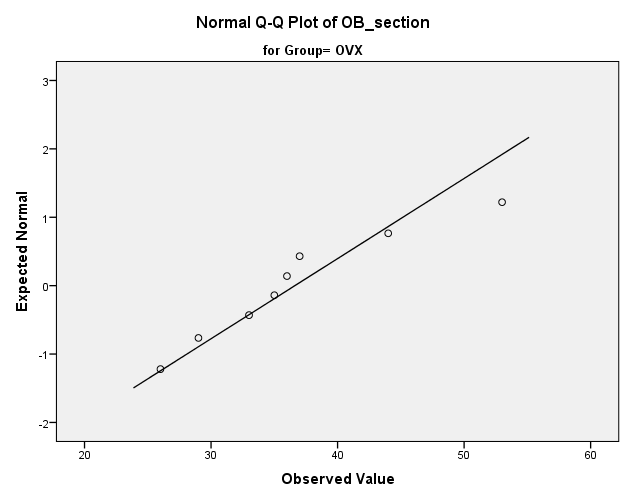 Normal Q-Q Plot of OB_section
for Group= OVX
3
2
1
0
-1
-2
Expected Normal
20 30 40 50 60
Observed Value